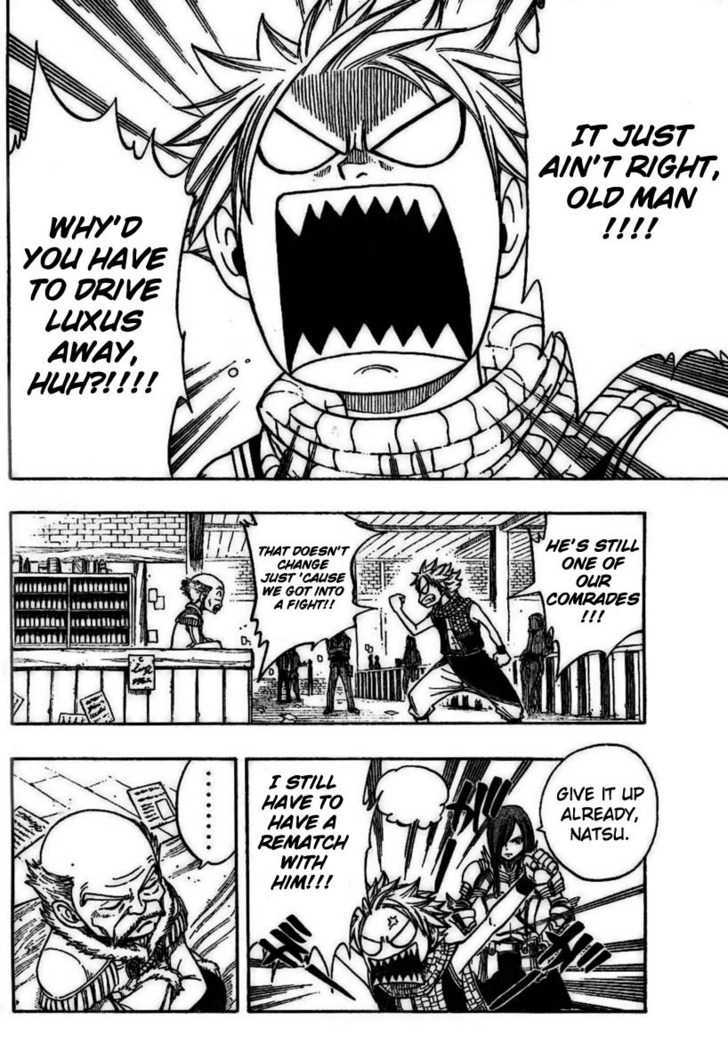 IT JUST
AIN'T RIGHT,
OLD MAN
!!!!
WHY'D
YOU HAVE
TO DRIVE
LUXUS
AWAY,
HUH?!!!!
HE'S STILL
ONE OF
OUR
COMRADES
!!!
THAT DOESN'T
CHANGE
JUST 'CAUSE
WE GOT INTO
A FIGHT!!
GIVE IT UP
ALREADY,
NATSU.
I STILL
HAVE TO
HAVE A
REMATCH
WITH
HIM!!!